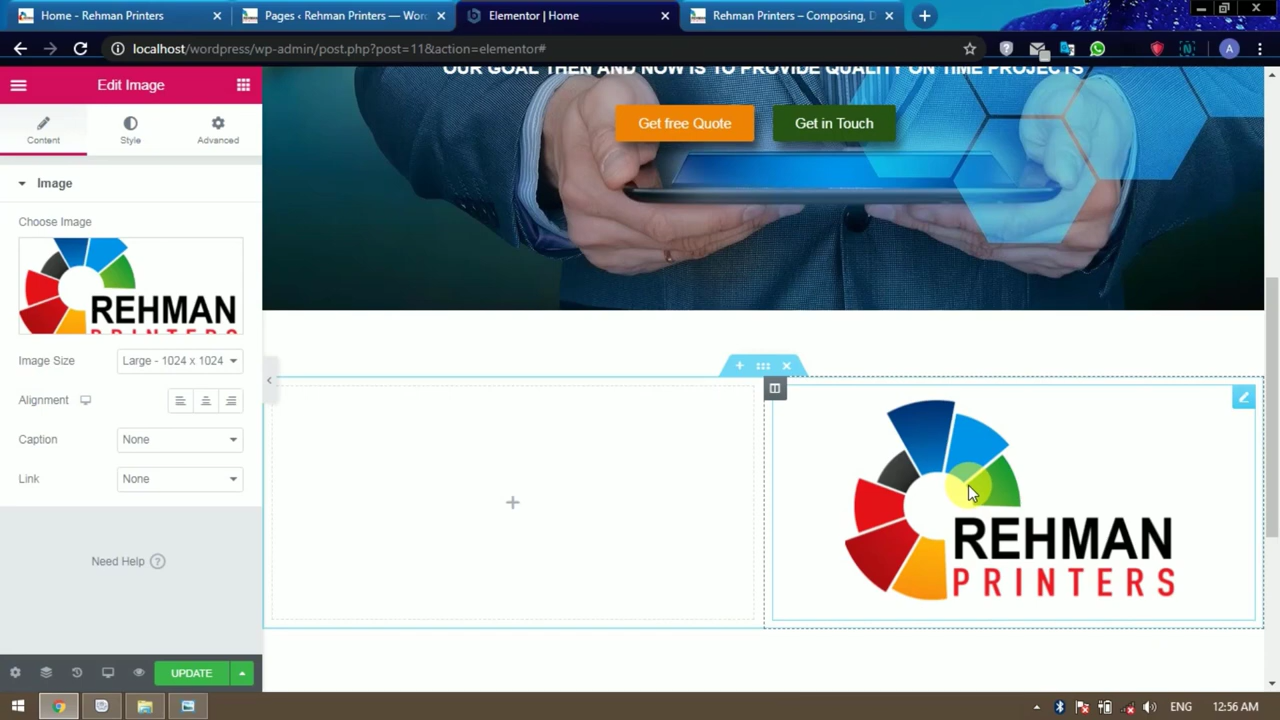 Home - Rehman Printers
Pages ‹ Rehman Printers — Wor
Elementor | Home
Rehman Printers – Composing, D
localhost/wordpress/wp-admin/post.php?post=11&action=elementor#
A
Edit Image
Content
Style
Advanced
Image
Choose Image
REHMAN
PRINTERS
Image Size
Large - 1024 x 1024
Alignment
Caption
None
Link
None
Need Help ?
UPDATE
OUR GOAL THEN AND NOW IS TO PROVIDE QUALITY ON TIME PROJECTS
Get free Quote
Get in Touch
REHMAN
PRINTERS
ENG
12:56 AM